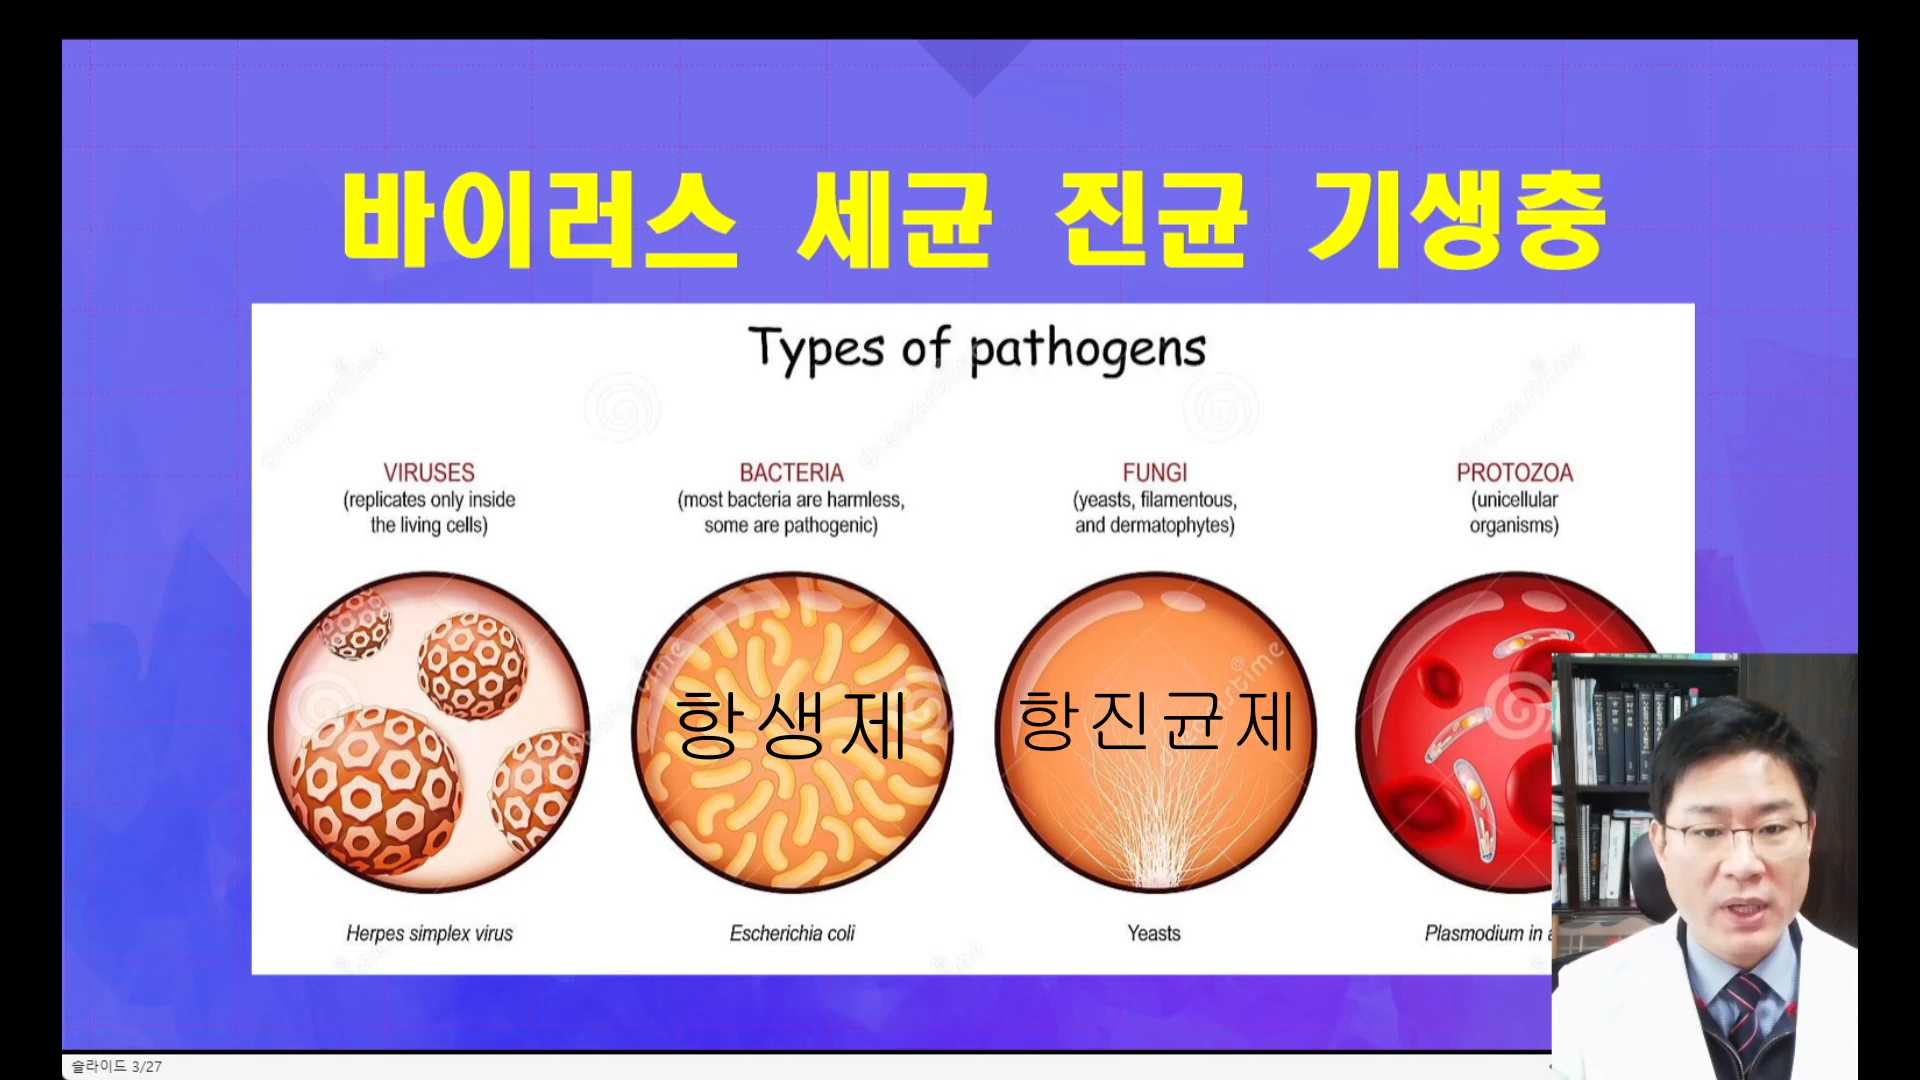 바이러스 세균 진균 기생충
Types of pathogens
VIRUSES
(replicates only inside
the living cells)
BACTERIA
(most bacteria are harmless,
some are pathogenic)
FUNGI
(yeasts, filamentous,
and dermatophytes)
PROTOZOA
(unicellular
organisms)
항생제
항진균제
Herpes simplex virus
Escherichia coli
Yeasts
Plasmodium in
슬라이드 3/27